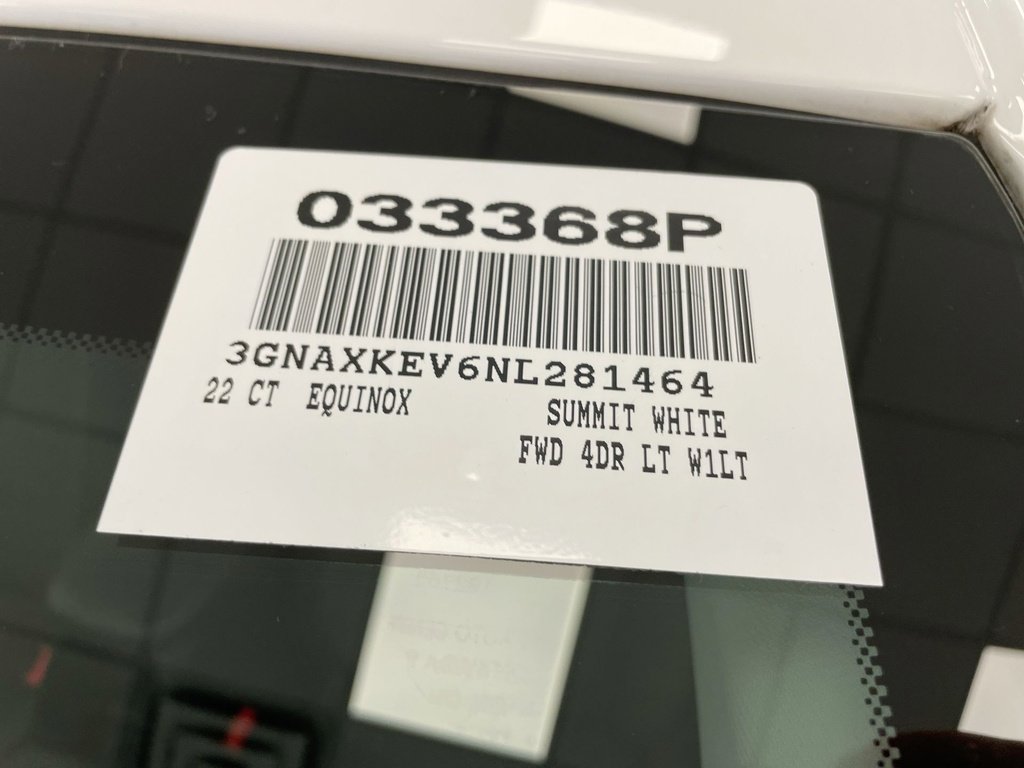 033368P
3GNAXKEV6NL281464
22 CT EQUINOX
SUMMIT WHITE
FWD 4DR LT W1LT